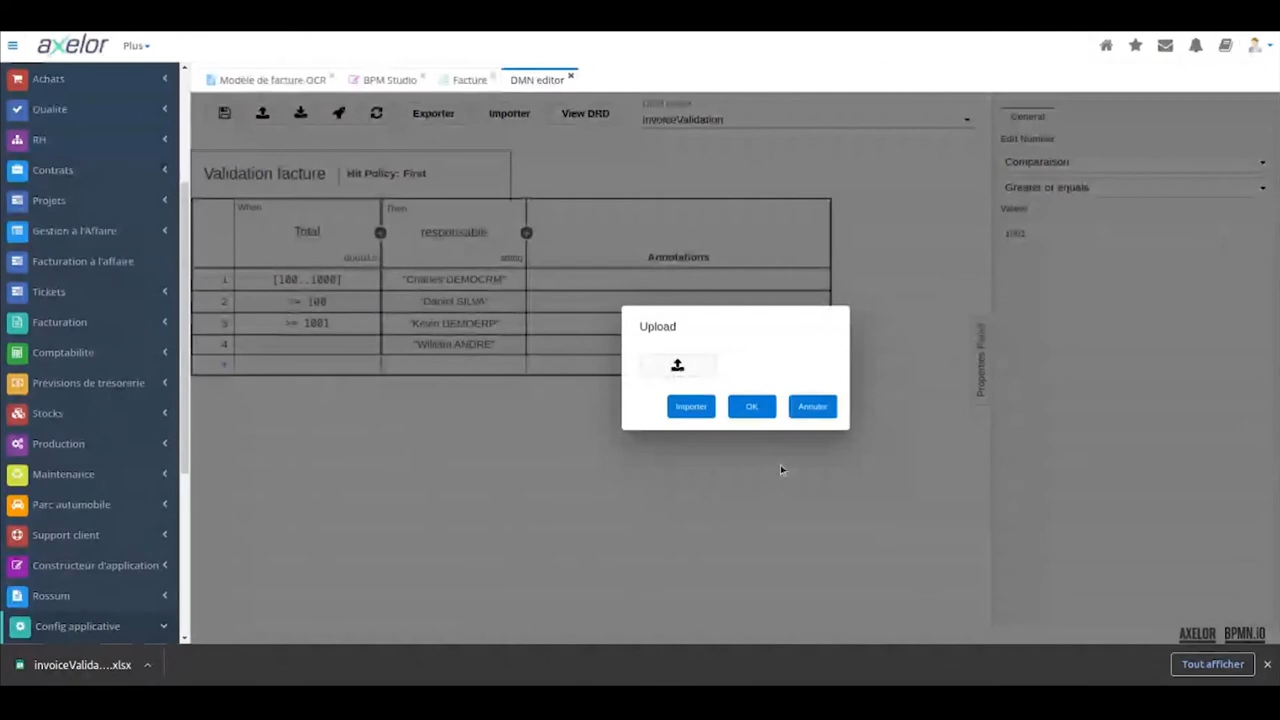 axelor
Plus
Achats
Qualité
RH
Contrats
Projets
Gestion à l'Affaire
Facturation à l'affaire
Tickets
Facturation
Comptabilité
Prévisions de trésorerie
Stocks
Production
Maintenance
Parc automobile
Support client
Constructeur d'application
Rossum
Config applicative
Modèle de facture OCR
BPM Studio
Facture
DMN editor
Exporter
Importer
View DRD
invoiceValidation
Validation facture
Hit Policy: First
When
Then
Total
responsable
double
string
Annotations
1 [100..1000] "Charles DEMOCRM"
2 >= 100 "Daniel SILVA"
3 >= 1001 "Kevin DEMOERP"
4 "William ANDRE"
Upload
Importer
OK
Annuler
General
Edit Number
Comparaison
Greater or equals
Value
1001
Properties Panel
AXELOR
BPMN.iO
invoiceValida....xlsx
Tout afficher